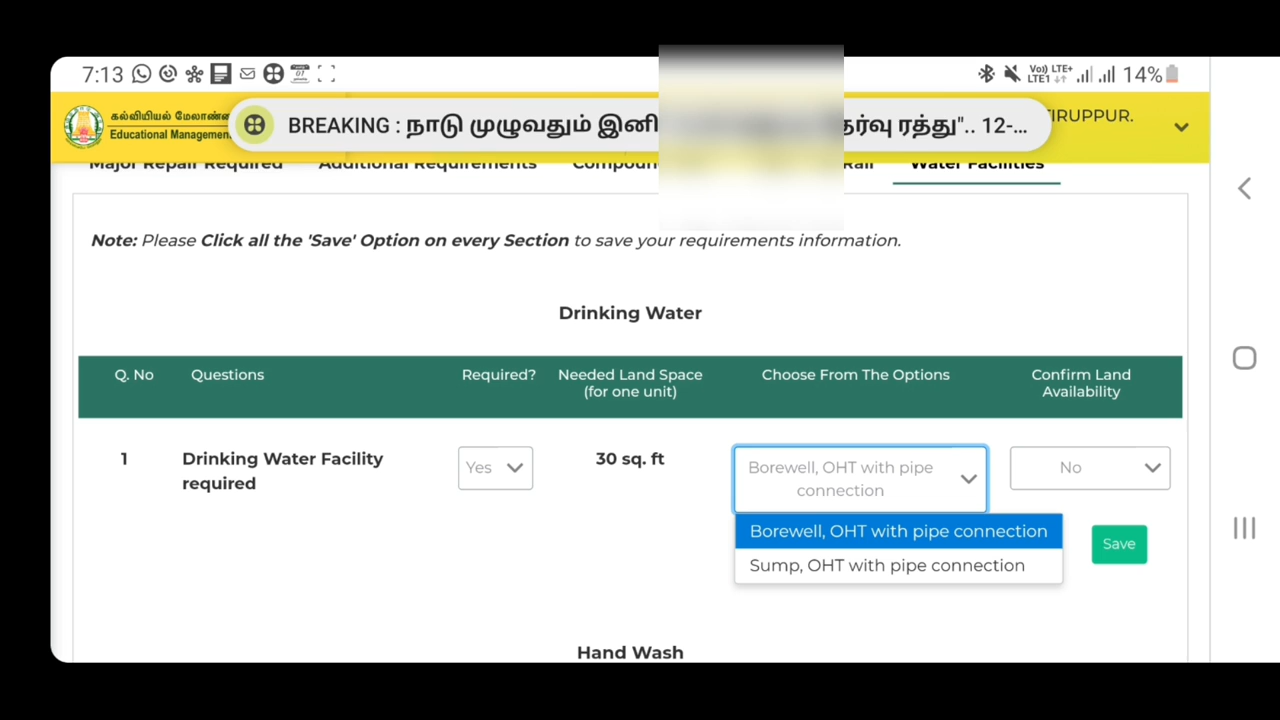 7:13
Vo)) LTE+
LTE1
14%
கல்வியியல் மேலாண்
Educational Managemen
BREAKING : நாடு முழுவதும் இனி
ரத்து".. 12-...
IRUPPUR.
Major Repair Required
Additional Requirements
Water Facilities
Note: Please Click all the 'Save' Option on every Section to save your requirements information.
Drinking Water
Q. No Questions Required? Needed Land Space (for one unit) Choose From The Options Confirm Land Availability
1 Drinking Water Facility required Yes 30 sq. ft Borewell, OHT with pipe connection No
Borewell, OHT with pipe connection
Sump, OHT with pipe connection
Save
Hand Wash